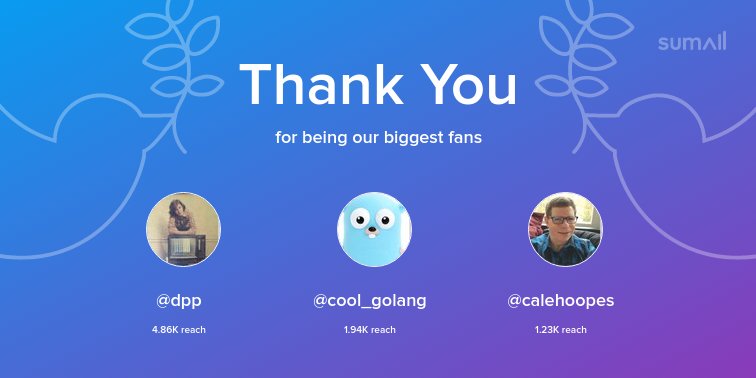 sumall
Thank You
for being our biggest fans
@dpp
@cool_golang
@calehoopes
4.86K reach
1.94K reach
1.23K reach